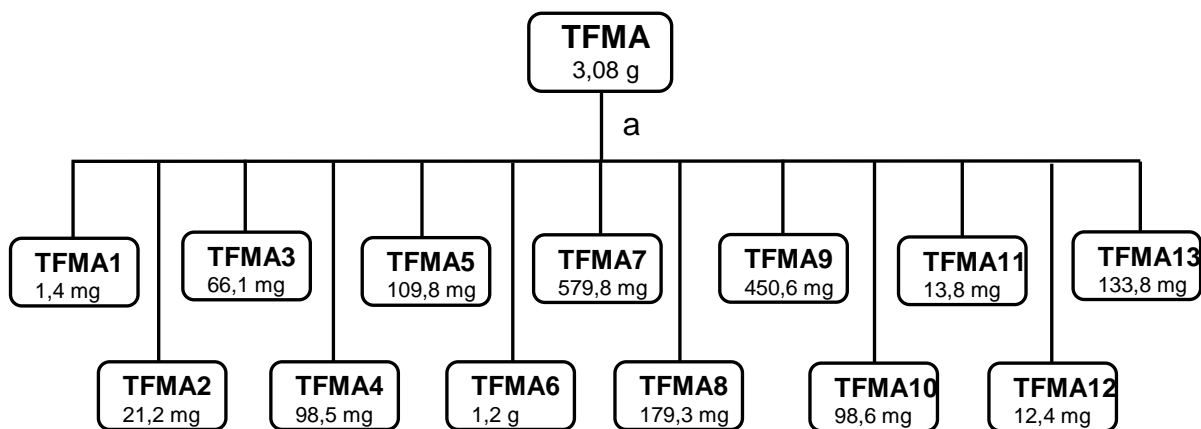 TFMA
3,08 g
a
TFMA1
1,4 mg
TFMA3
66,1 mg
TFMA5
109,8 mg
TFMA7
579,8 mg
TFMA9
450,6 mg
TFMA11
13,8 mg
TFMA13
133,8 mg
TFMA2
21,2 mg
TFMA4
98,5 mg
TFMA6
1,2 g
TFMA8
179,3 mg
TFMA10
98,6 mg
TFMA12
12,4 mg